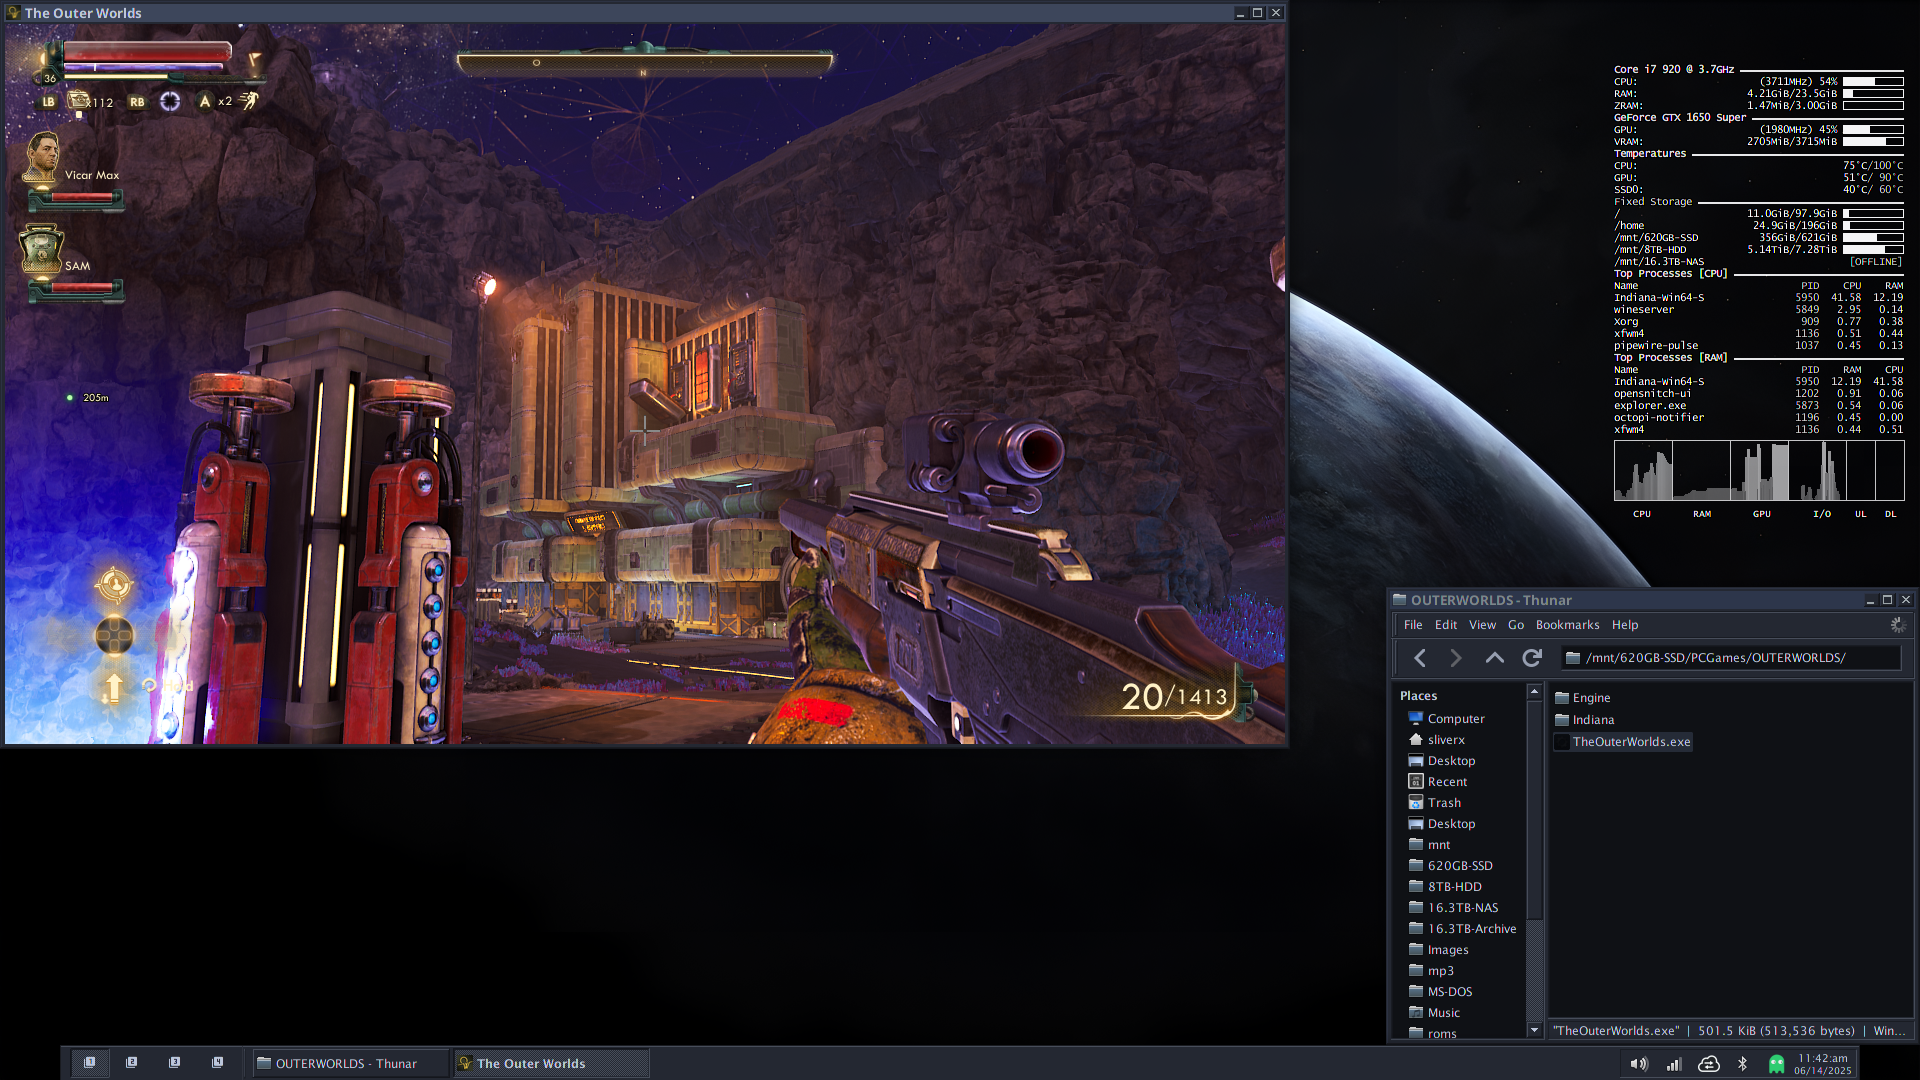 The Outer Worlds
36
LB x112 RB A x2
N
Vicar Max
SAM
205m
20/1413
Core i7 920 @ 3.7GHz
CPU: (3711MHz) 54%
RAM: 4.21GiB/23.5GiB
ZRAM: 1.47MiB/3.00GiB
GeForce GTX 1650 Super
GPU: (1980MHz) 45%
VRAM: 2705MiB/3715MiB
Temperatures
CPU: 75°C/100°C
GPU: 51°C/ 90°C
SSD0: 40°C/ 60°C
Fixed Storage
/ 11.0GiB/97.9GiB
/home 24.9GiB/196GiB
/mnt/620GB-SSD 356GiB/621GiB
/mnt/8TB-HDD 5.14TiB/7.28TiB
/mnt/16.3TB-NAS [OFFLINE]
Top Processes [CPU]
Name PID CPU RAM
Indiana-Win64-S 5950 41.58 12.19
wineserver 5849 2.95 0.14
Xorg 909 0.77 0.38
xfwm4 1136 0.51 0.44
pipewire-pulse 1037 0.45 0.13
Top Processes [RAM]
Name PID RAM CPU
Indiana-Win64-S 5950 12.19 41.58
opensnitch-ui 1202 0.91 0.06
explorer.exe 5873 0.54 0.06
octopi-notifier 1196 0.45 0.00
xfwm4 1136 0.44 0.51
CPU RAM GPU I/O UL DL
OUTERWORLDS - Thunar
File Edit View Go Bookmarks Help
/mnt/620GB-SSD/PCGames/OUTERWORLDS/
Places
Computer
sliverx
Desktop
Recent
Trash
Desktop
mnt
620GB-SSD
8TB-HDD
16.3TB-NAS
16.3TB-Archive
Images
mp3
MS-DOS
Music
roms
Engine
Indiana
TheOuterWorlds.exe
"TheOuterWorlds.exe" | 501.5 KiB (513,536 bytes) | Win...
1 2 3 4
OUTERWORLDS - Thunar
The Outer Worlds
11:42:am
06/14/2025